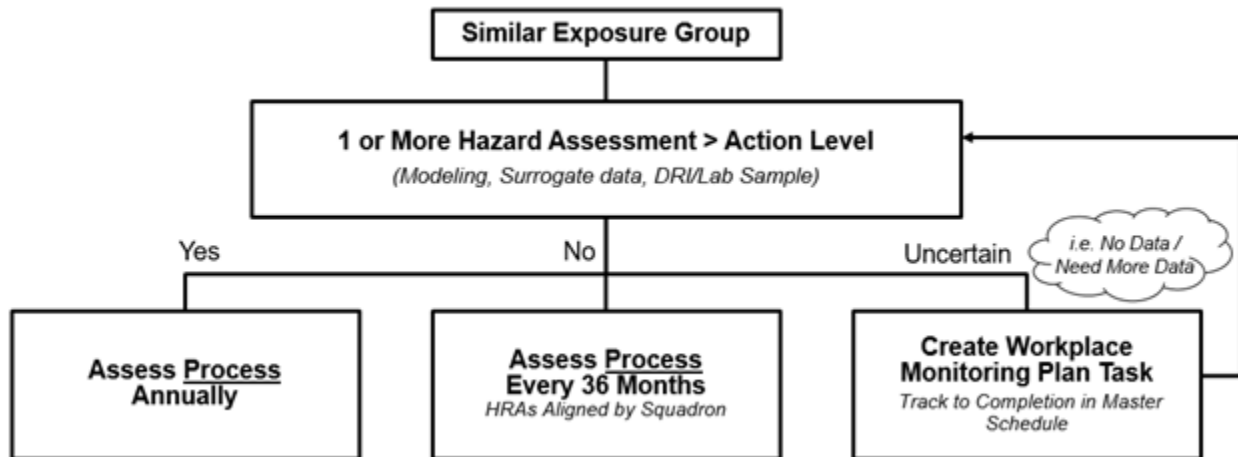 Similar Exposure Group
1 or More Hazard Assessment > Action Level
(Modeling, Surrogate data, DRI/Lab Sample)
Yes
No
Uncertain
i.e. No Data /
Need More Data
Assess Process
Annually
Assess Process
Every 36 Months
HRAs Aligned by Squadron
Create Workplace
Monitoring Plan Task
Track to Completion in Master
Schedule